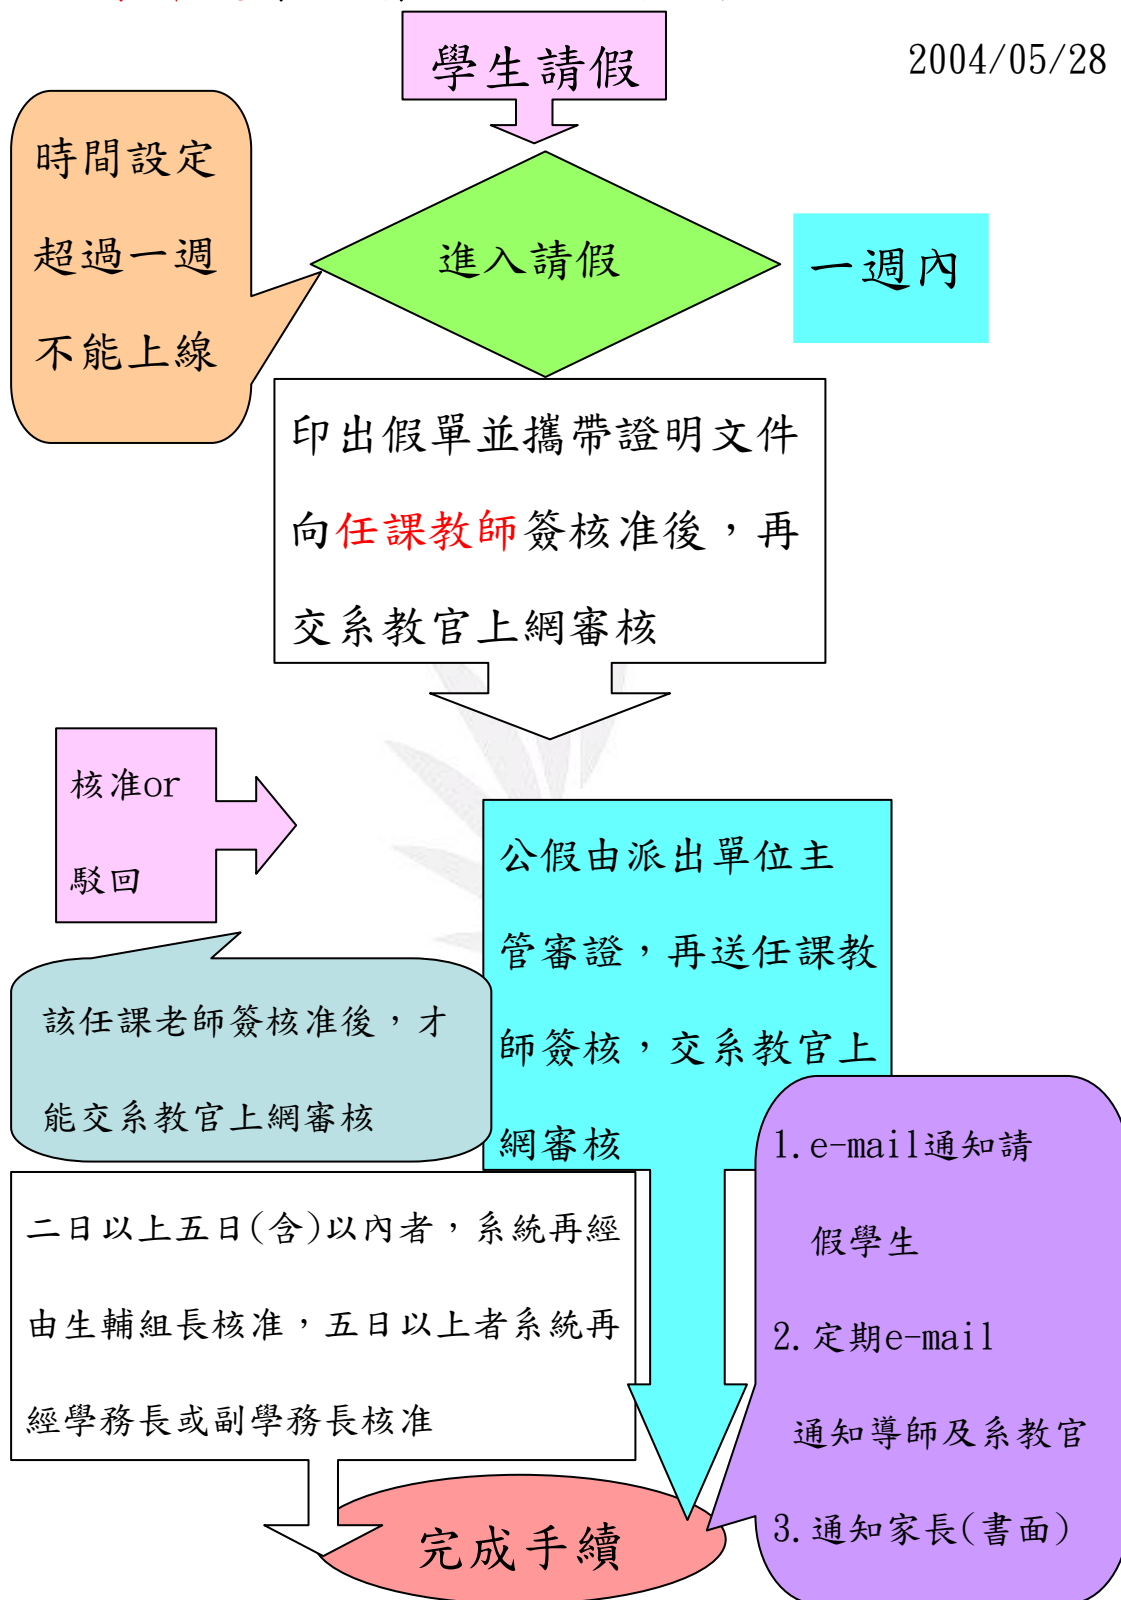 學生請假
2004/05/28
時間設定
超過一週
不能上線
進入請假
一週內
印出假單並攜帶證明文件
向任課教師簽核准後，再
交系教官上網審核
核准or
駁回
公假由派出單位主
管審證，再送任課教
師簽核，交系教官上
網審核
該任課老師簽核准後，才
能交系教官上網審核
二日以上五日(含)以內者，系統再經
由生輔組長核准，五日以上者系統再
經學務長或副學務長核准
1.e-mail通知請
假學生
2.定期e-mail
通知導師及系教官
3.通知家長(書面)
完成手續